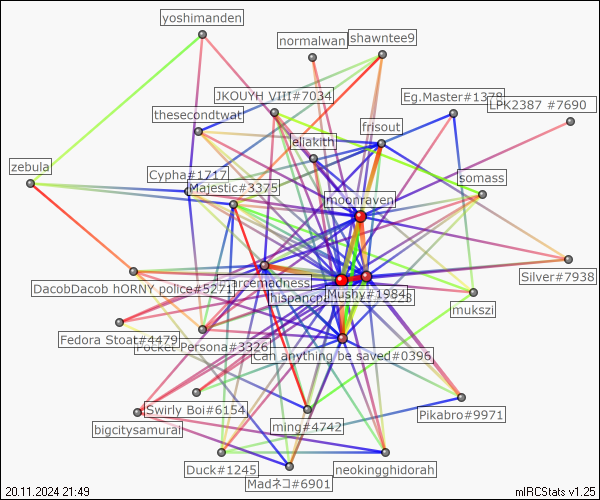 yoshimanden
normalwan
shawntee9
JKOUYH VIII#7034
Eg.Master#1378
LPK2387 #7690
thesecondtwat
frisout
eliakith
zebula
Cypha#1717
Majestic#3375
somass
moonraven
DacobDacob hORNY police#5271
arcemadness
Silver#7938
hispancpa
Mushy#1984
mukszi
Fedora Stoat#4479
Pocket Persona#3326
Can anything be saved#0396
Swirly Boi#6154
Pikabro#9971
bigcitysamurai
ming#4742
Duck#1245
Madネコ#6901
neokingghidorah
20.11.2024 21:49
mIRCStats v1.25